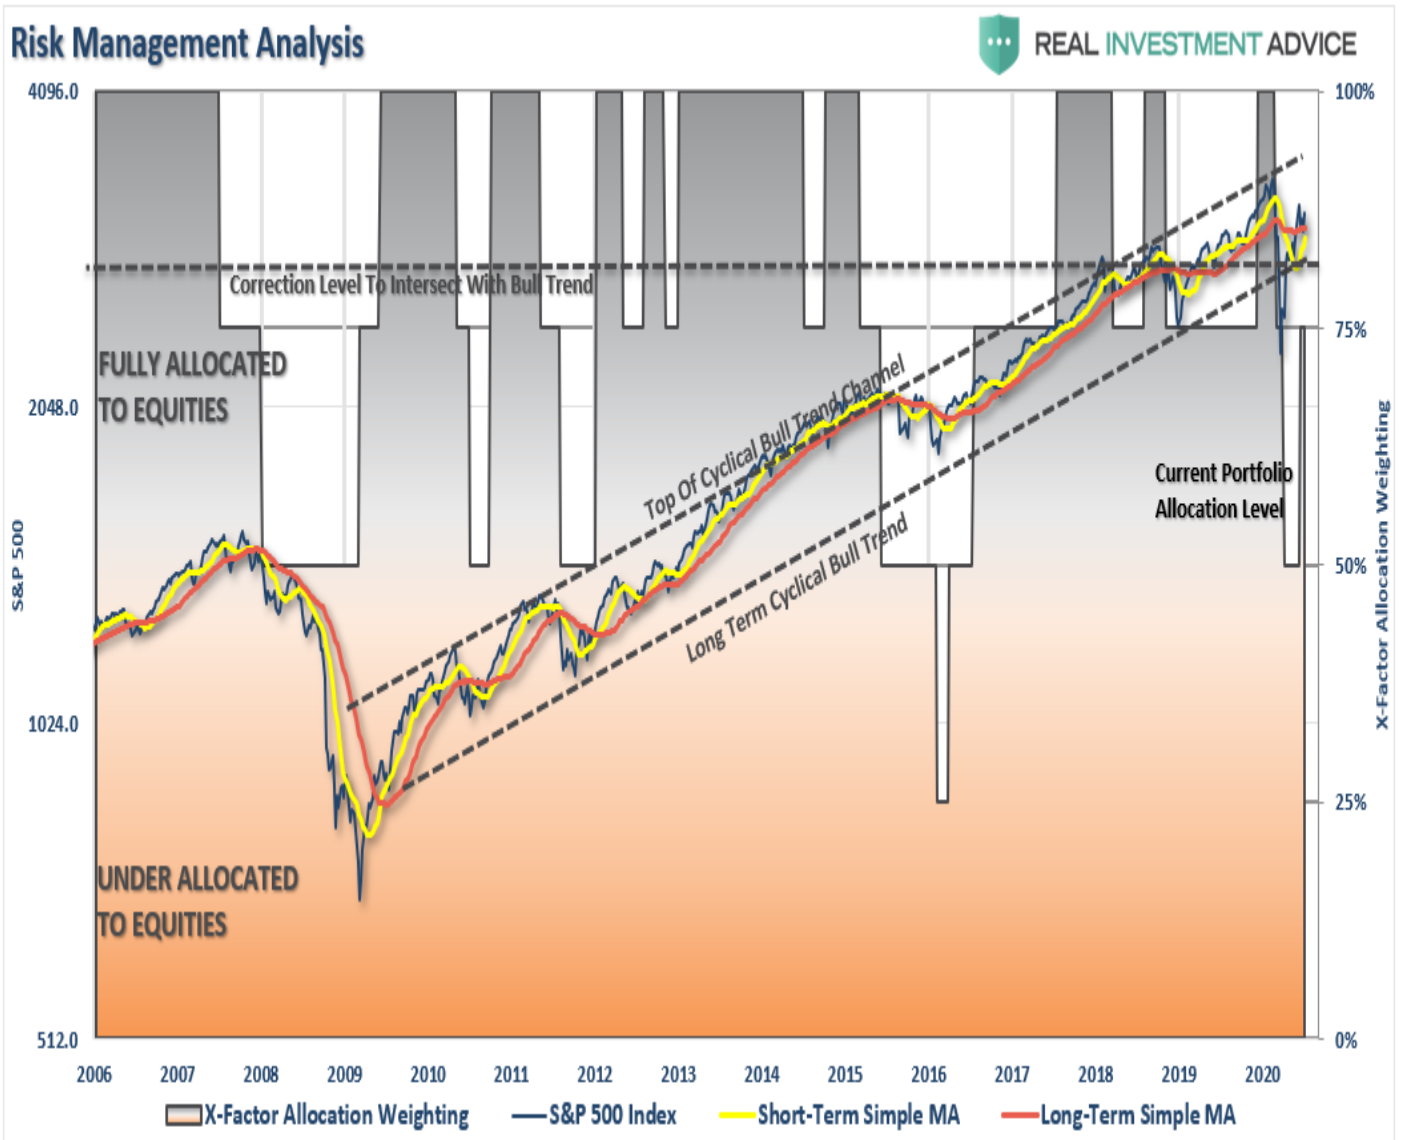 Risk Management Analysis
REAL INVESTMENT ADVICE
4096.0
100%
Correction Level To Intersect With Bull Trend
75%
FULLY ALLOCATED
TO EQUITIES
2048.0
Top Of Cyclical Bull Trend Channel
Current Portfolio
Allocation Level
S&P 500
X-Factor Allocation Weighting
50%
Long Term Cyclical Bull Trend
1024.0
25%
UNDER ALLOCATED
TO EQUITIES
512.0
0%
2006 2007 2008 2009 2010 2011 2012 2013 2014 2015 2016 2017 2018 2019 2020
X-Factor Allocation Weighting S&P 500 Index Short-Term Simple MA Long-Term Simple MA